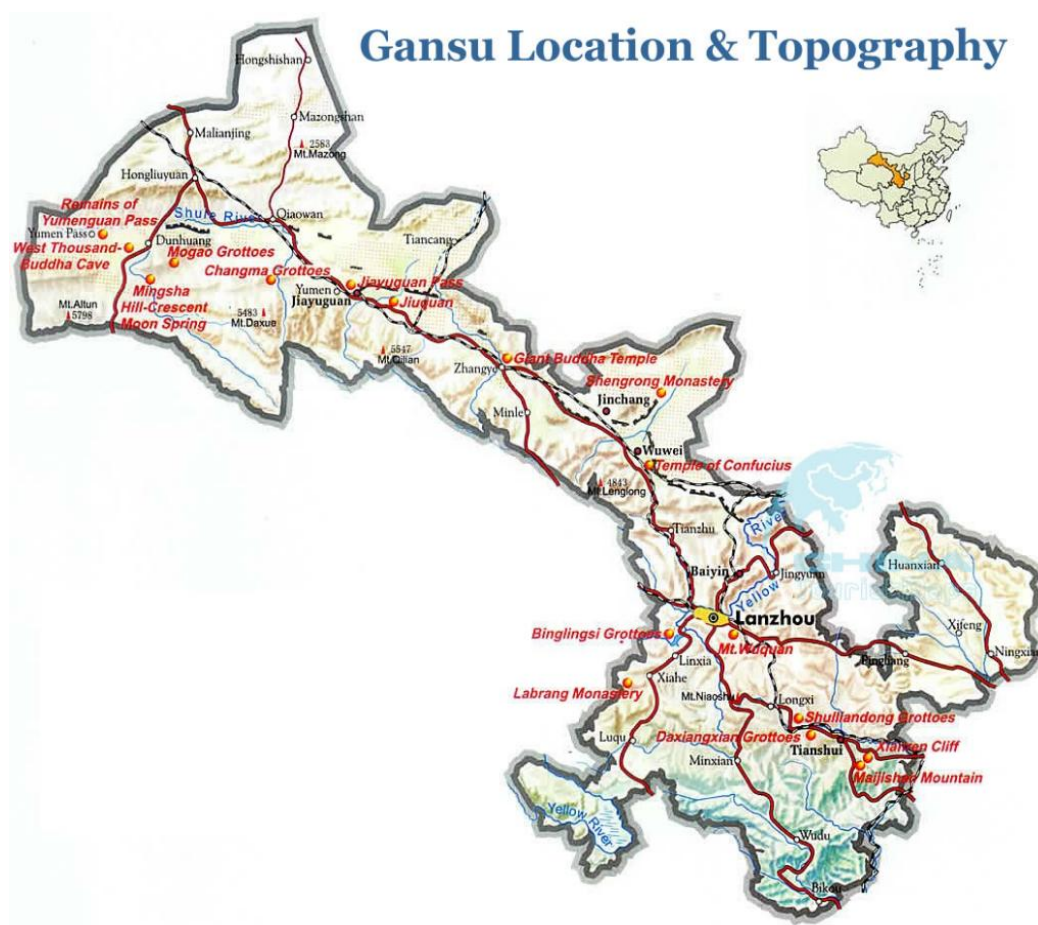 Gansu Location & Topography
Hongshishan
Mazongshan
Malianjing
2583
Mt.Mazong
Hongliuyuan
Remains of
Yumenguan Pass
Shule River
Qiaowan
Yumen Pass
Dunhuang
Tiancang
West Thousand-
Buddha Cave
Mogao Grottoes
Changma Grottoes
Jiayuguan Pass
Mingsha
Hill-Crescent
Moon Spring
Yumen
Jiayuguan
Jiuquan
Mt.Altun
5798
5483
Mt.Daxue
5547
Mt.Qilian
Giant Buddha Temple
Zhangye
Shengrong Monastery
Jinchang
Minle
Wuwei
Temple of Confucius
4843
Mt.Lenglong
River
Tianzhu
Huanxian
Baiyin
Jingyuan
Yellow
Lanzhou
Xifeng
Binglingsi Grottoes
Mt.Wuquan
Pingliang
Ningxian
Linxia
Xiahe
Labrang Monastery
Mt.Niaoshu
Longxi
Shuiliandong Grottoes
Luqu
Daxiangxian Grottoes
Tianshui
Xianren Cliff
Minxian
Maijishan Mountain
Yellow River
Wudu
Bikou